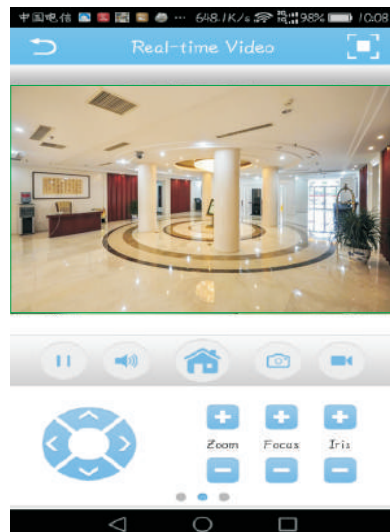 中国电信 648.1K/s 98% 10:08
Real-time Video
Zoom Focus Iris